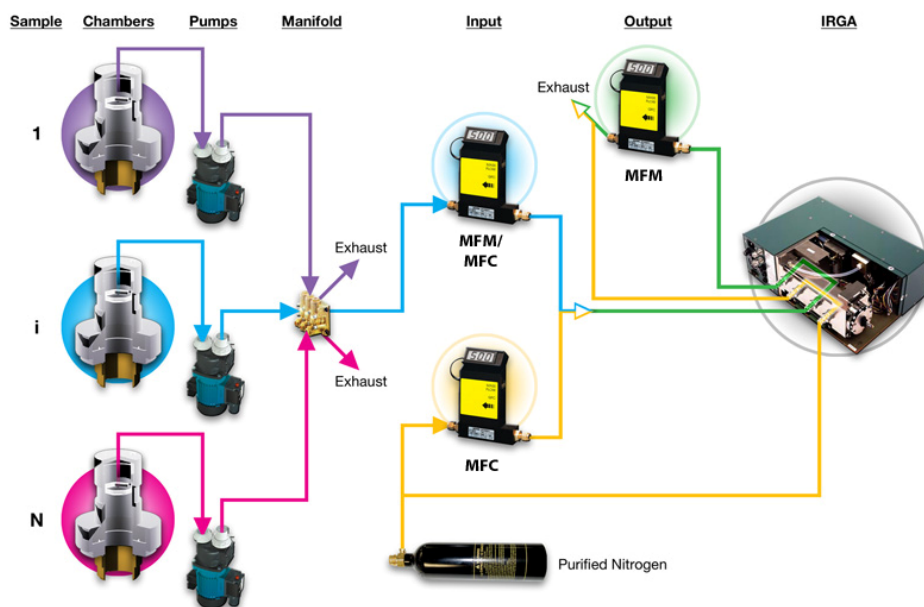 Sample Chambers Pumps Manifold Input Output IRGA
Exhaust
1
500
500
MFM
Exhaust
MFM/
MFC
i
Exhaust
500
MFC
N
Purified Nitrogen